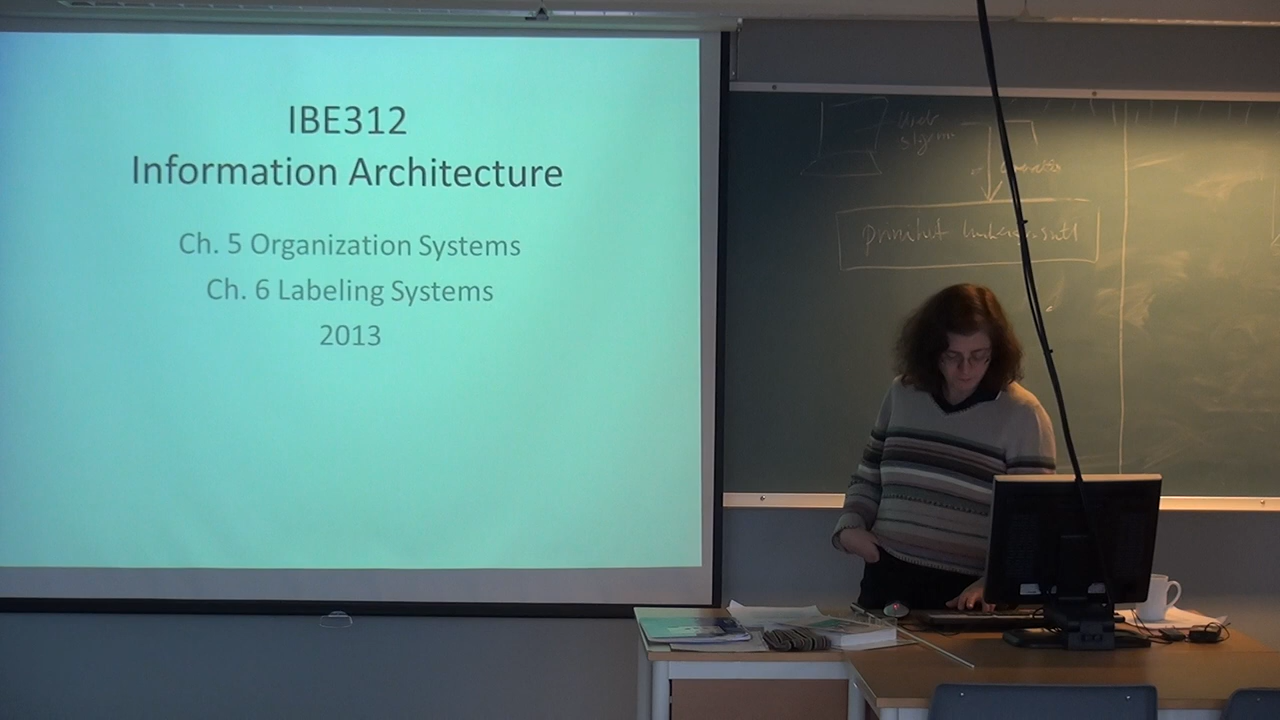 IBE312
Information Architecture
Ch. 5 Organization Systems
Ch. 6 Labeling Systems
2013